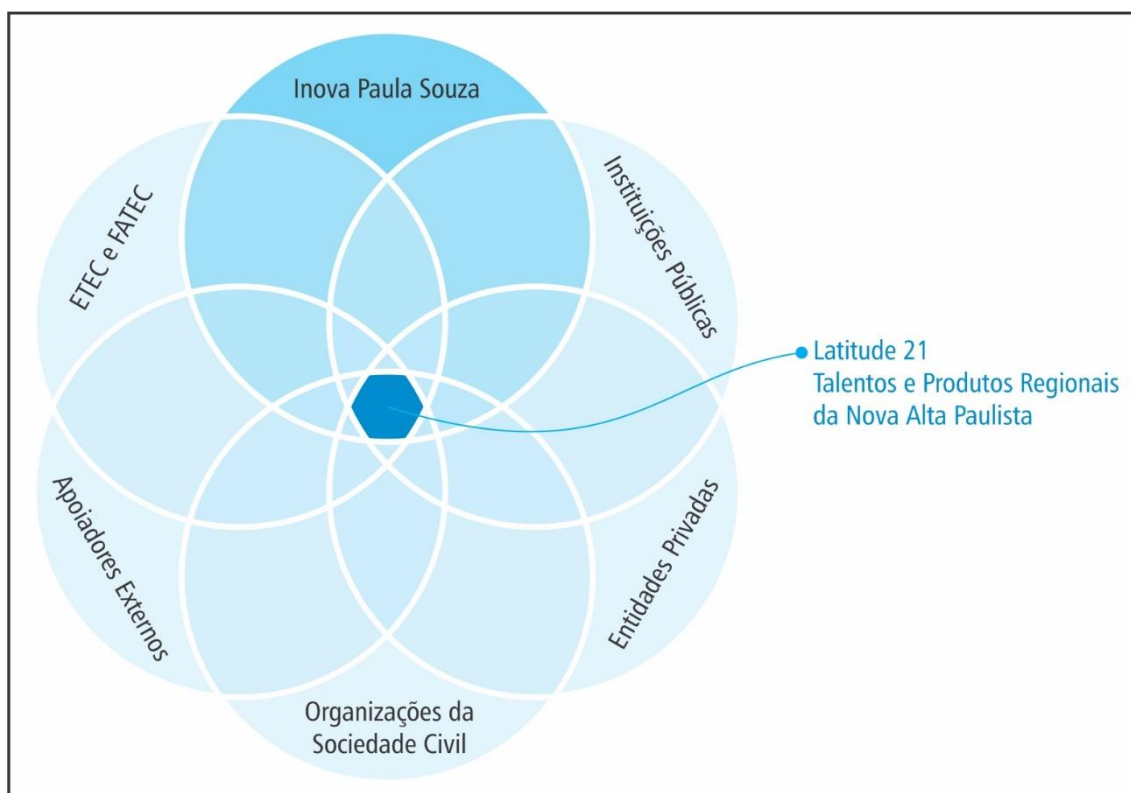 Inova Paula Souza
ETEC e FATEC
Instituições Públicas
Latitude 21
Talentos e Produtos Regionais
da Nova Alta Paulista
Apoiadores Externos
Entidades Privadas
Organizações da
Sociedade Civil